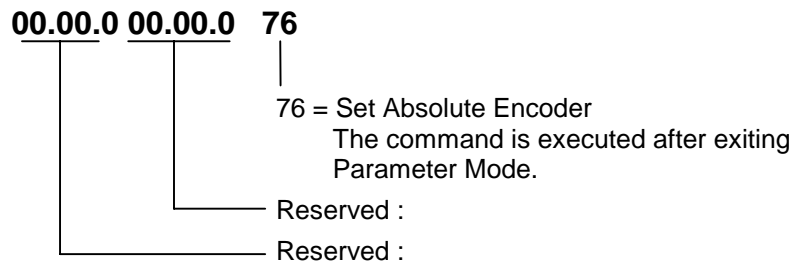 00.00.0 00.00.0 76
76 = Set Absolute Encoder
The command is executed after exiting
Parameter Mode.
Reserved :
Reserved :